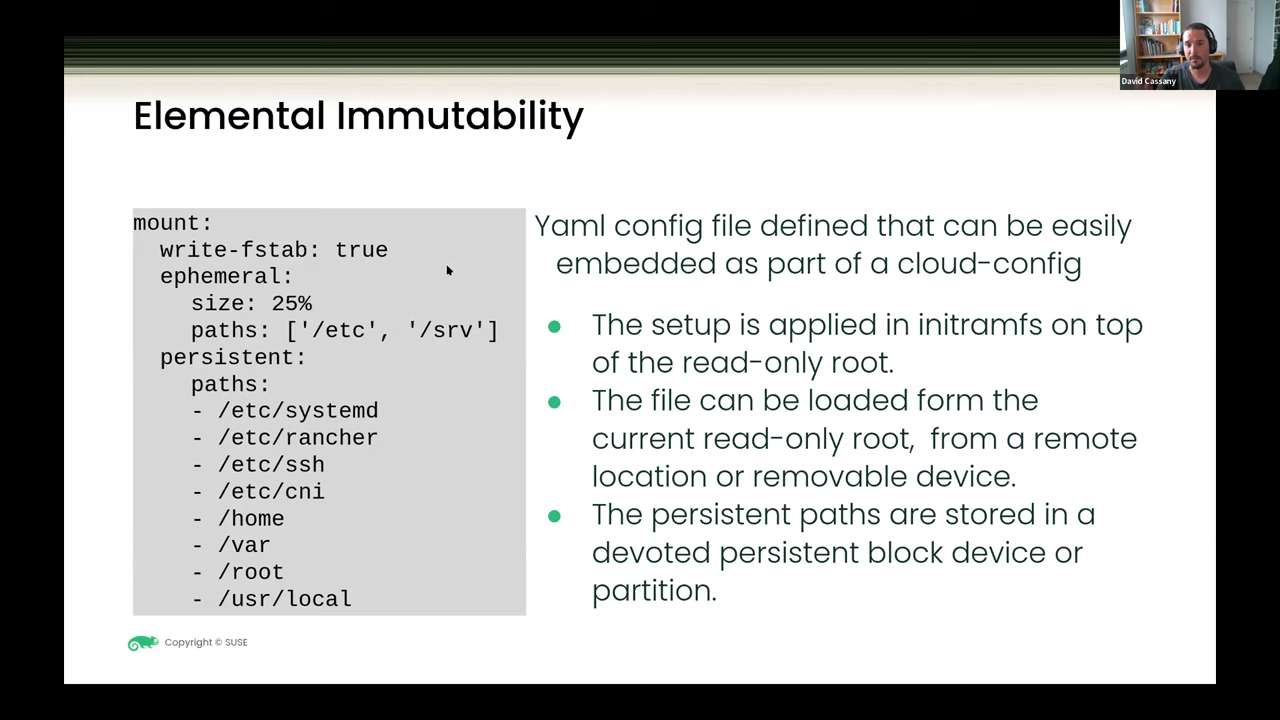 David Cassany
Elemental Immutability
mount:
write-fstab: true
ephemeral:
size: 25%
paths: ['/etc', '/srv']
persistent:
paths:
- /etc/systemd
- /etc/rancher
- /etc/ssh
- /etc/cni
- /home
- /var
- /root
- /usr/local
Yaml config file defined that can be easily
embedded as part of a cloud-config
● The setup is applied in initramfs on top
of the read-only root.
● The file can be loaded form the
current read-only root, from a remote
location or removable device.
● The persistent paths are stored in a
devoted persistent block device or
partition.
Copyright © SUSE